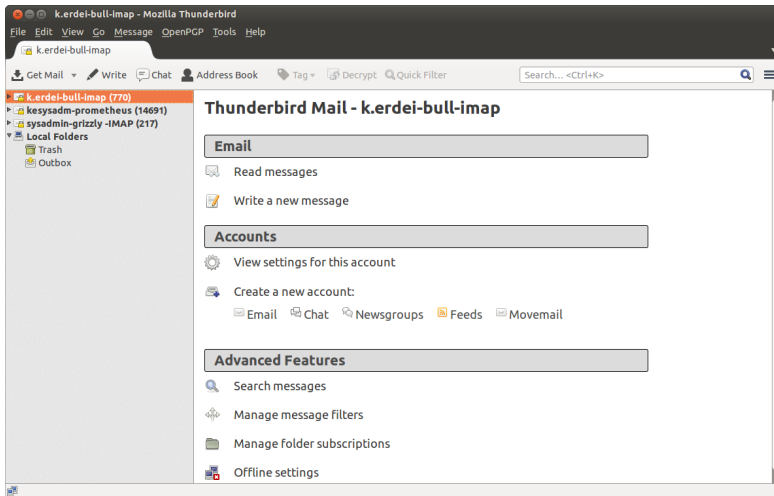 k.erdei-bull-imap - Mozilla Thunderbird
File Edit View Go Message OpenPGP Tools Help
k.erdei-bull-imap
Get Mail Write Chat Address Book Tag Decrypt Quick Filter Search... <Ctrl+K>
k.erdei-bull-imap (770)
kesysadm-prometheus (14691)
sysadmin-grizzly -IMAP (217)
Local Folders
Trash
Outbox
Thunderbird Mail - k.erdei-bull-imap
Email
Read messages
Write a new message
Accounts
View settings for this account
Create a new account:
Email Chat Newsgroups Feeds Movemail
Advanced Features
Search messages
Manage message filters
Manage folder subscriptions
Offline settings